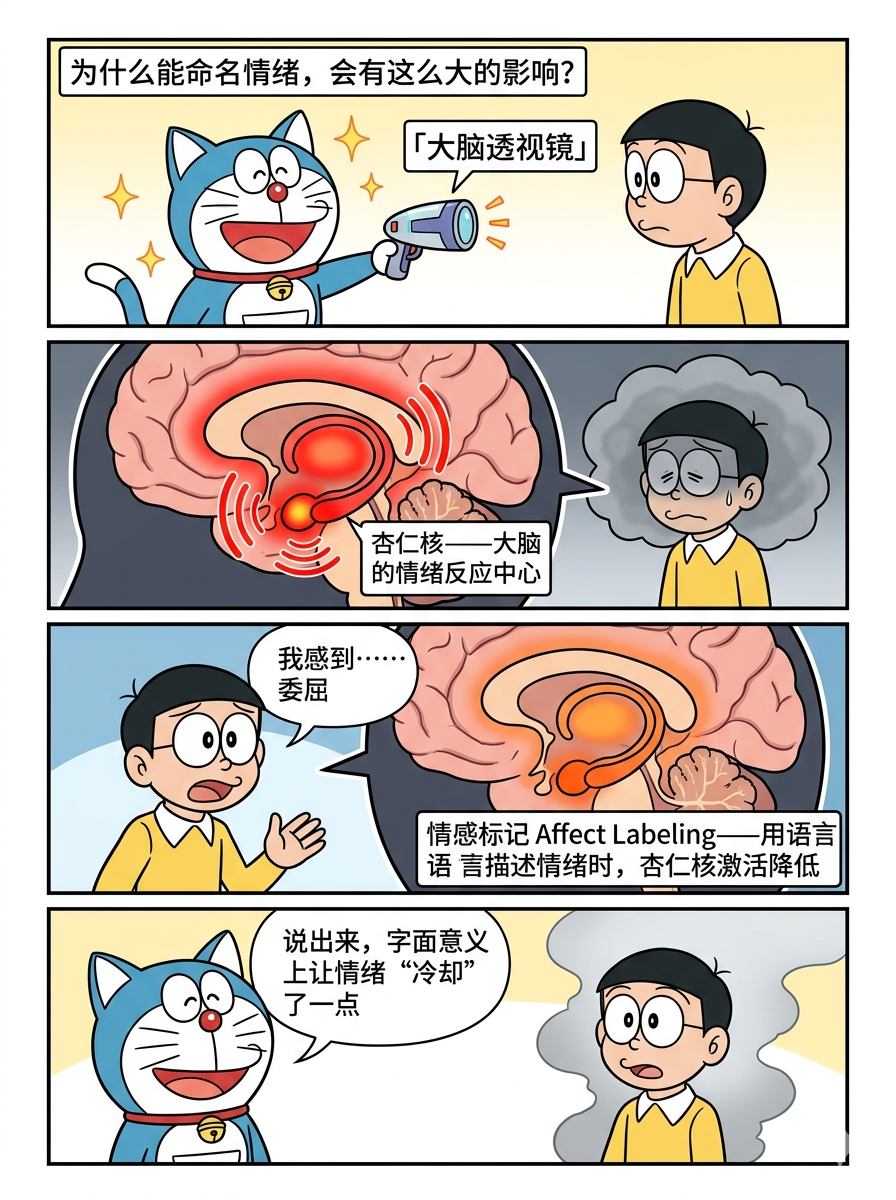 为什么能命名情绪，会有这么大的影响？
「大脑透视镜」
杏仁核——大脑
的情绪反应中心
我感到……
委屈
情感标记 Affect Labeling——用语言
语 言描述情绪时，杏仁核激活降低
说出来，字面意义
上让情绪“冷却”
了一点